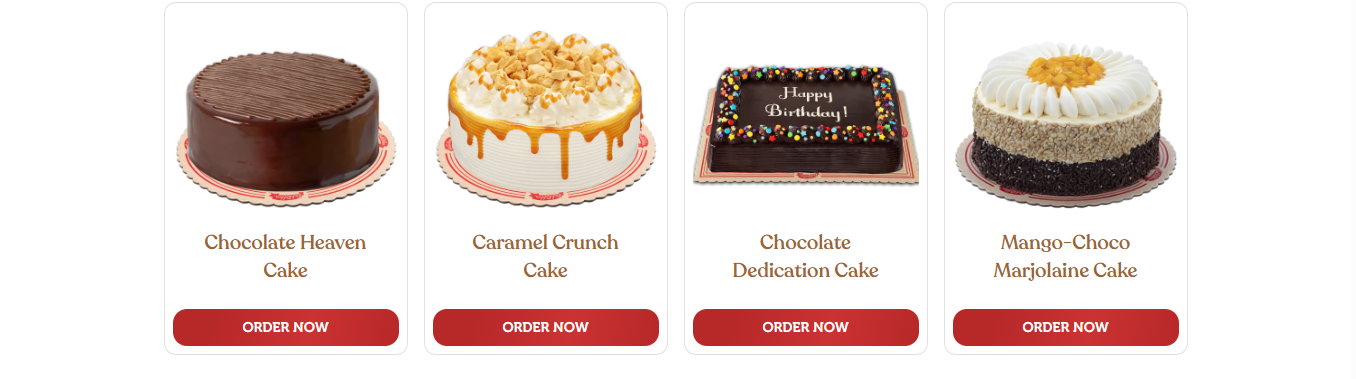 Happy
Birthday!
Chocolate Heaven
Cake
ORDER NOW
Caramel Crunch
Cake
ORDER NOW
Chocolate
Dedication Cake
ORDER NOW
Mango-Choco
Marjolaine Cake
ORDER NOW